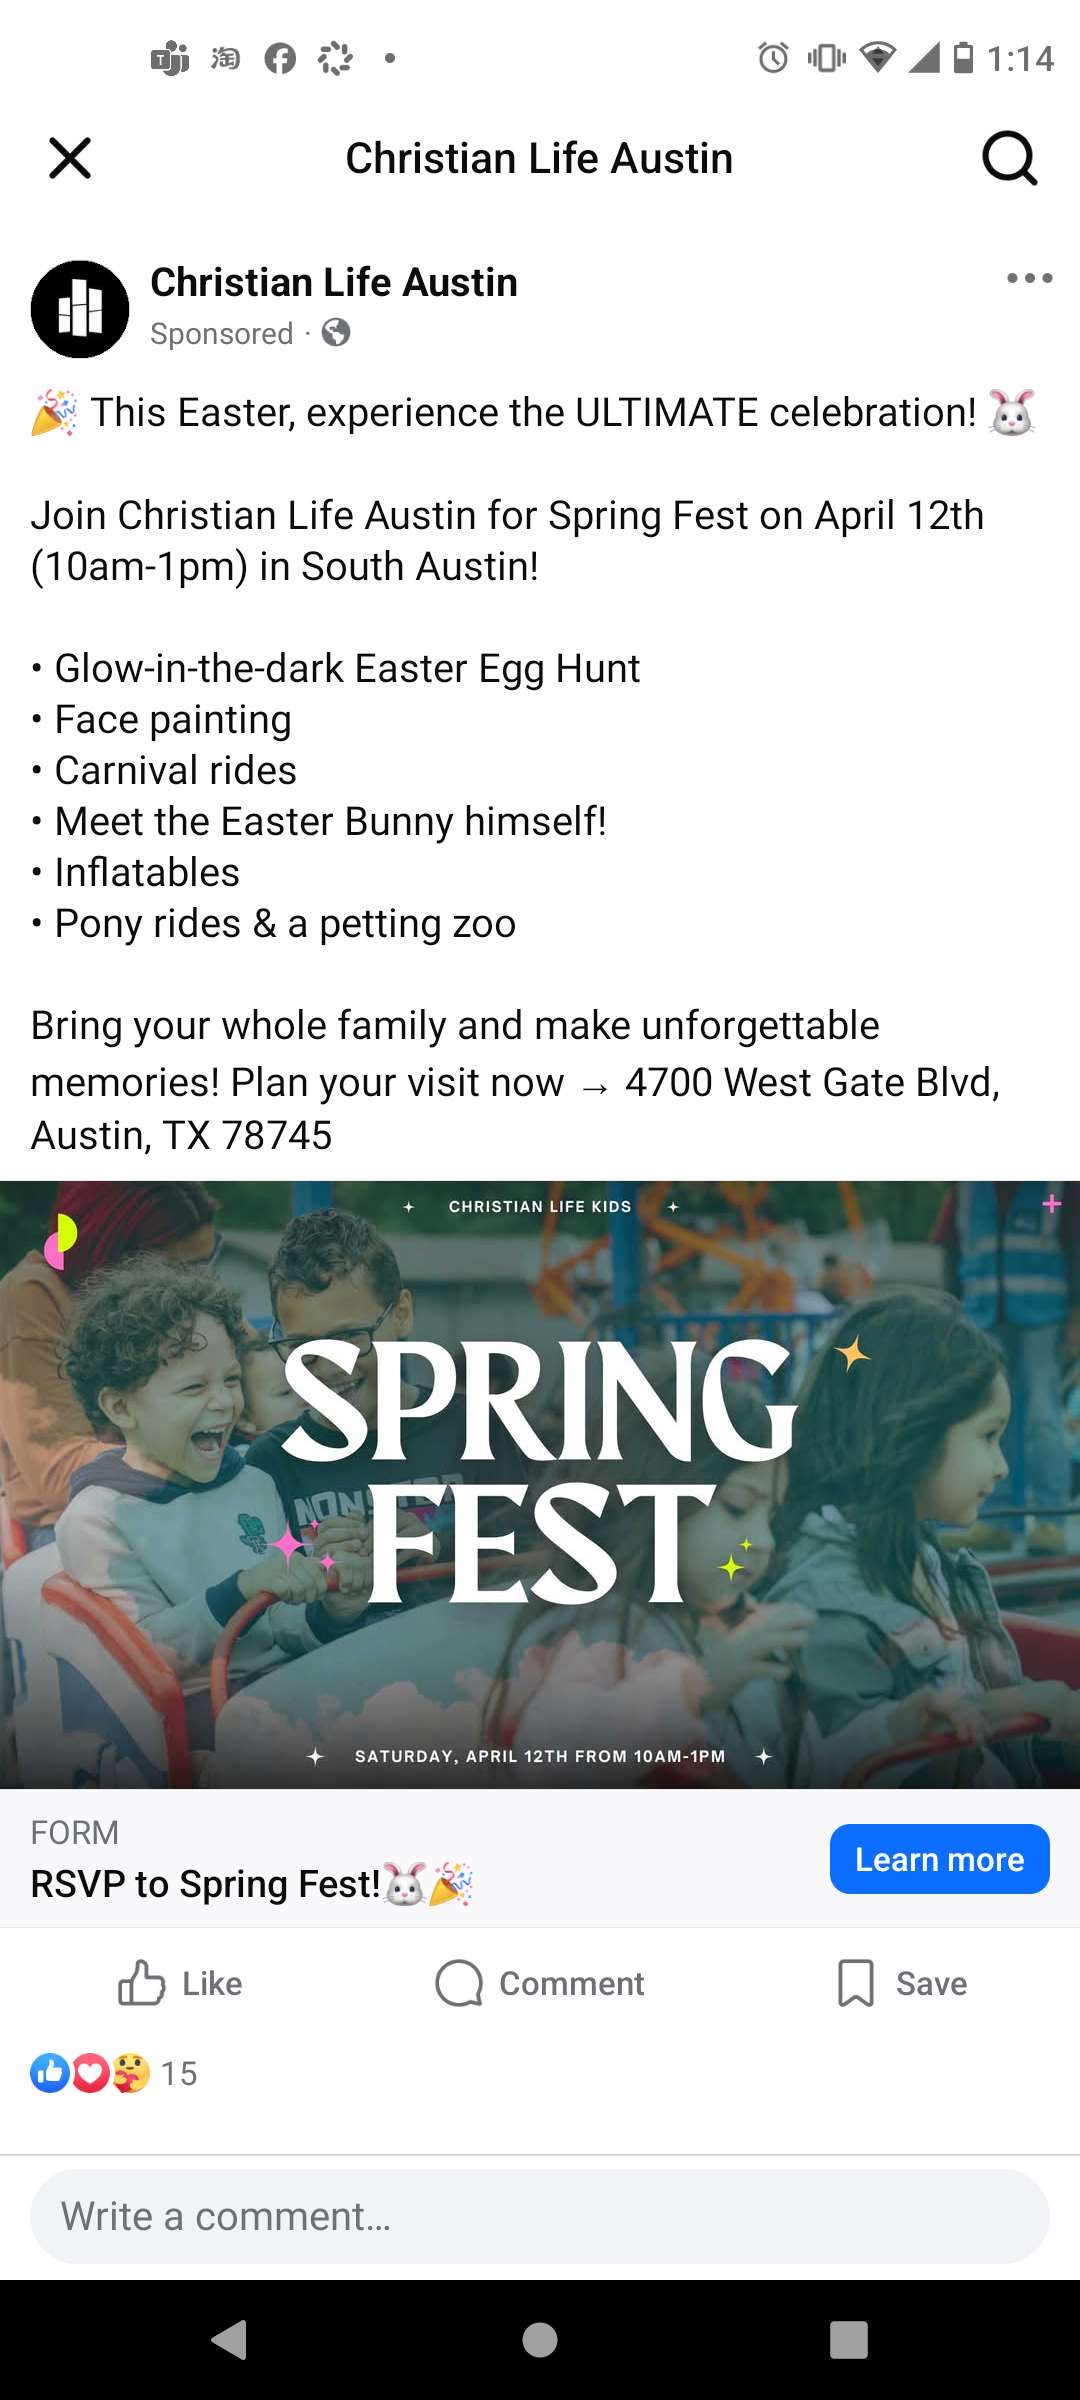 淘
1:14
Christian Life Austin
Christian Life Austin
Sponsored ·
🎉 This Easter, experience the ULTIMATE celebration! 🐰
Join Christian Life Austin for Spring Fest on April 12th
(10am-1pm) in South Austin!
• Glow-in-the-dark Easter Egg Hunt
• Face painting
• Carnival rides
• Meet the Easter Bunny himself!
• Inflatables
• Pony rides & a petting zoo
Bring your whole family and make unforgettable
memories! Plan your visit now → 4700 West Gate Blvd,
Austin, TX 78745
CHRISTIAN LIFE KIDS
SPRING
FEST
SATURDAY, APRIL 12TH FROM 10AM-1PM
FORM
RSVP to Spring Fest!🐰🎉
Learn more
Like
Comment
Save
15
Write a comment...